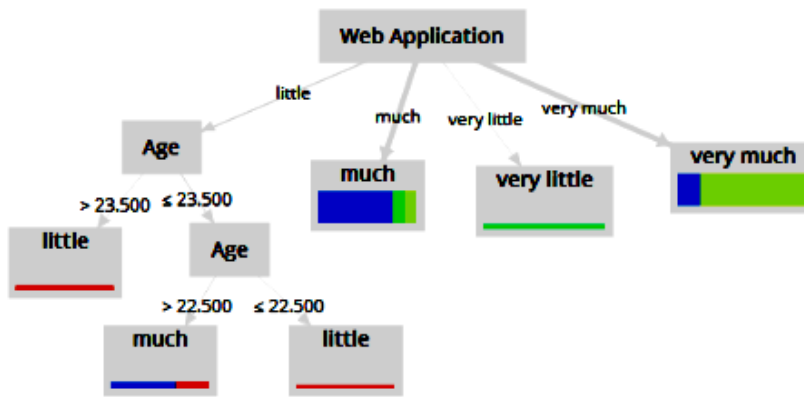 Web Application
little
much
very little
very much
Age
much
very little
very much
> 23.500
≤ 23.500
little
Age
> 22.500
≤ 22.500
much
little